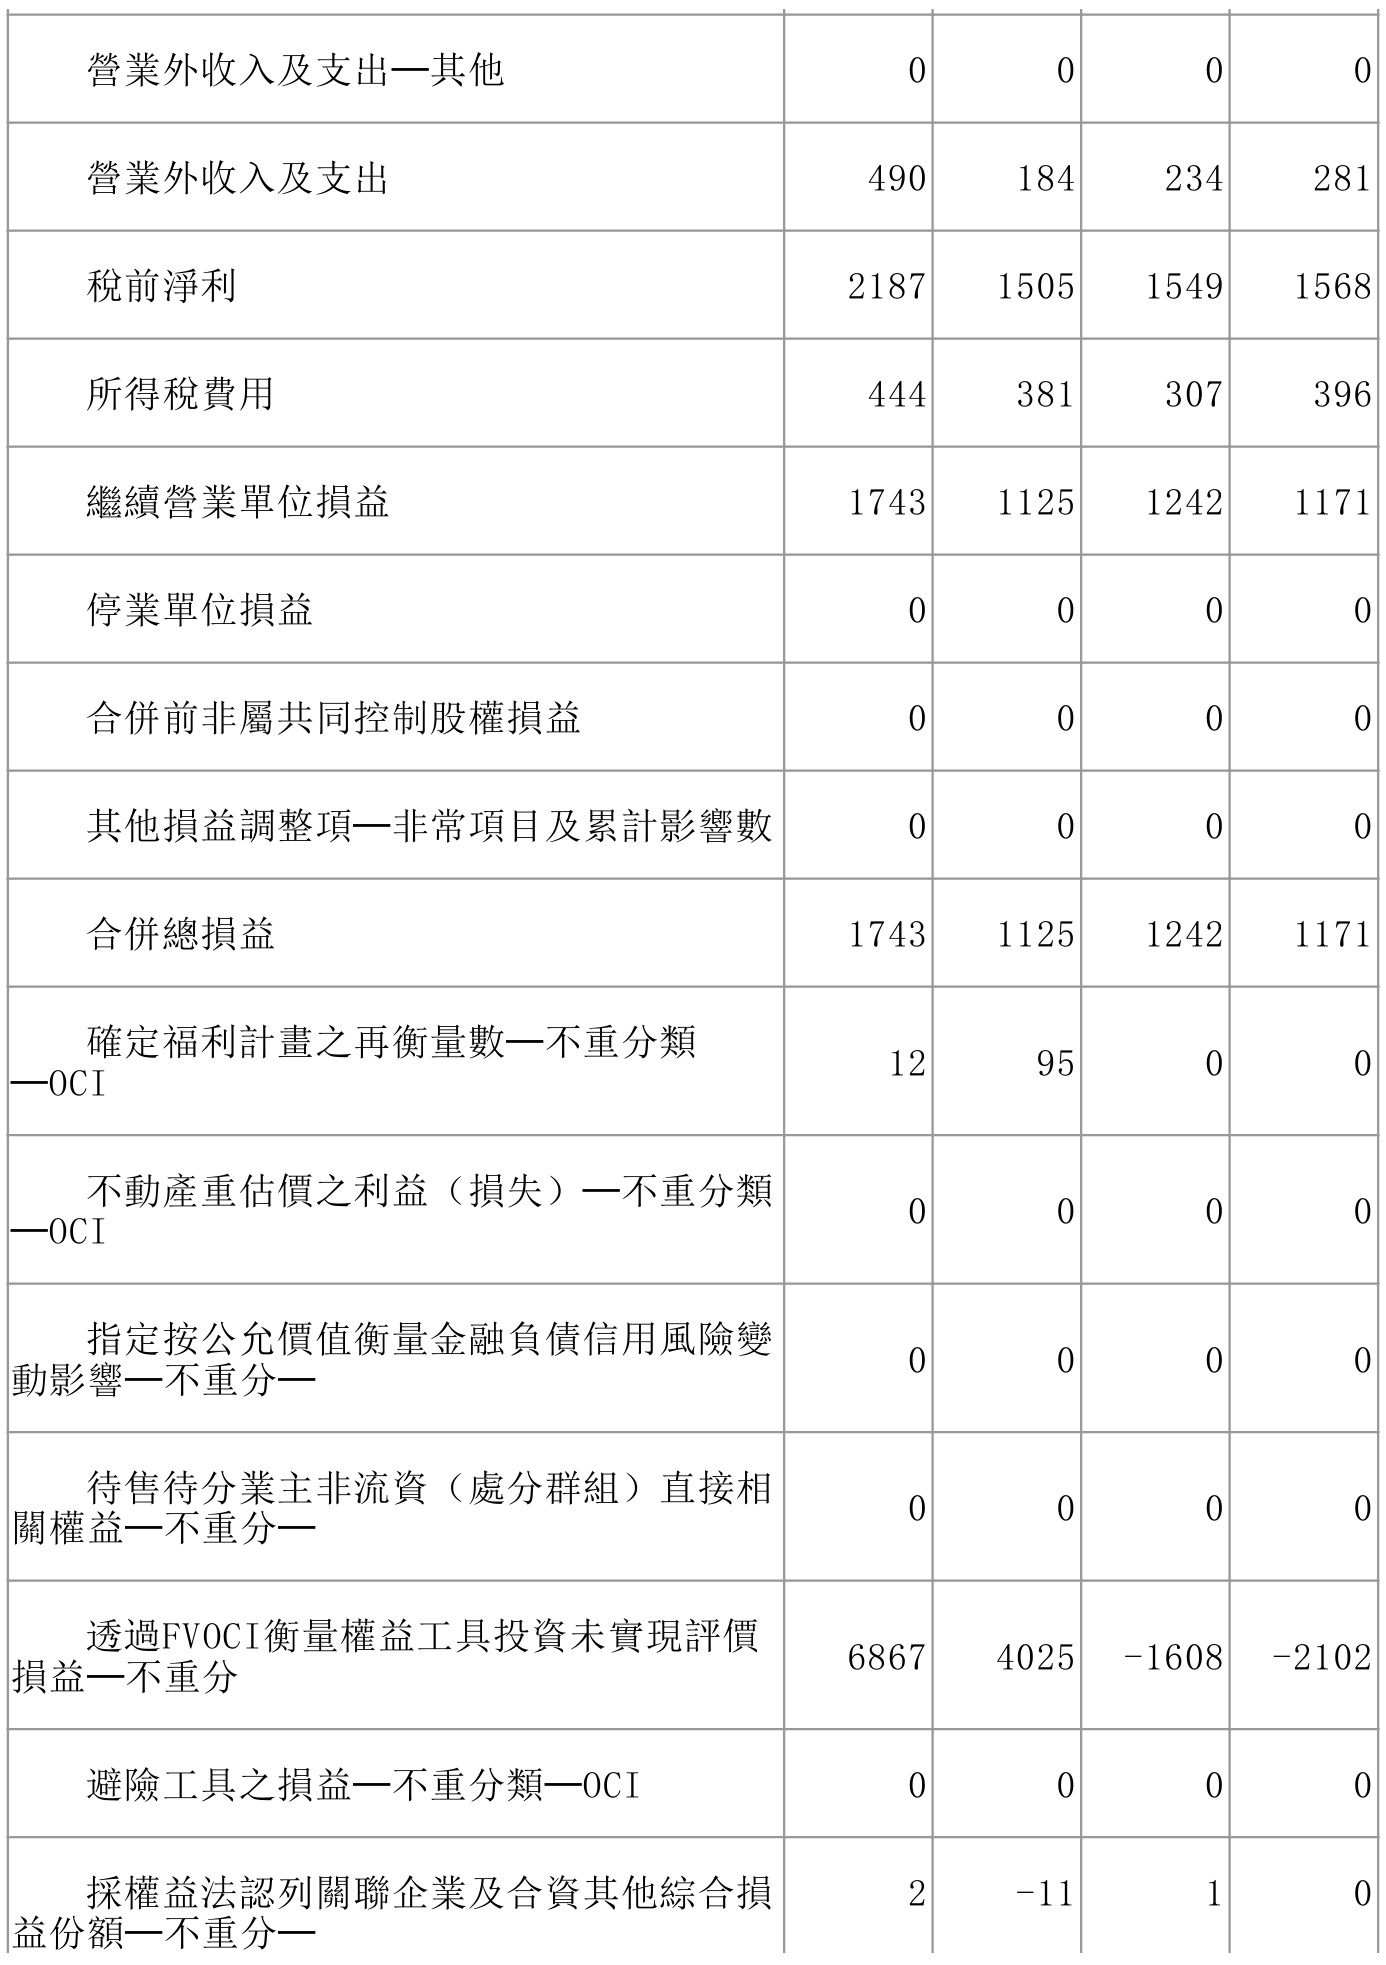 營業外收入及支出—其他 0 0 0 0
營業外收入及支出 490 184 234 281
稅前淨利 2187 1505 1549 1568
所得稅費用 444 381 307 396
繼續營業單位損益 1743 1125 1242 1171
停業單位損益 0 0 0 0
合併前非屬共同控制股權損益 0 0 0 0
其他損益調整項—非常項目及累計影響數 0 0 0 0
合併總損益 1743 1125 1242 1171
確定福利計畫之再衡量數—不重分類
—OCI 12 95 0 0
不動產重估價之利益（損失）—不重分類
—OCI 0 0 0 0
指定按公允價值衡量金融負債信用風險變
動影響—不重分— 0 0 0 0
待售待分業主非流資（處分群組）直接相
關權益—不重分— 0 0 0 0
透過FVOCI衡量權益工具投資未實現評價
損益—不重分 6867 4025 -1608 -2102
避險工具之損益—不重分類—OCI 0 0 0 0
採權益法認列關聯企業及合資其他綜合損
益份額—不重分— 2 -11 1 0